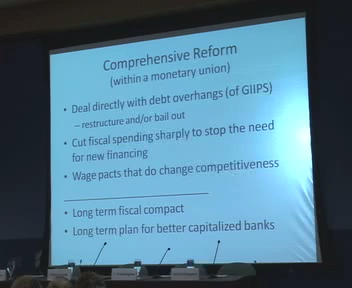 Comprehensive Reform
(within a monetary union)
• Deal directly with debt overhangs (of GIIPS)
– restructure and/or bail out
• Cut fiscal spending sharply to stop the need
for new financing
• Wage pacts that do change competitiveness
• Long term fiscal compact
• Long term plan for better capitalized banks